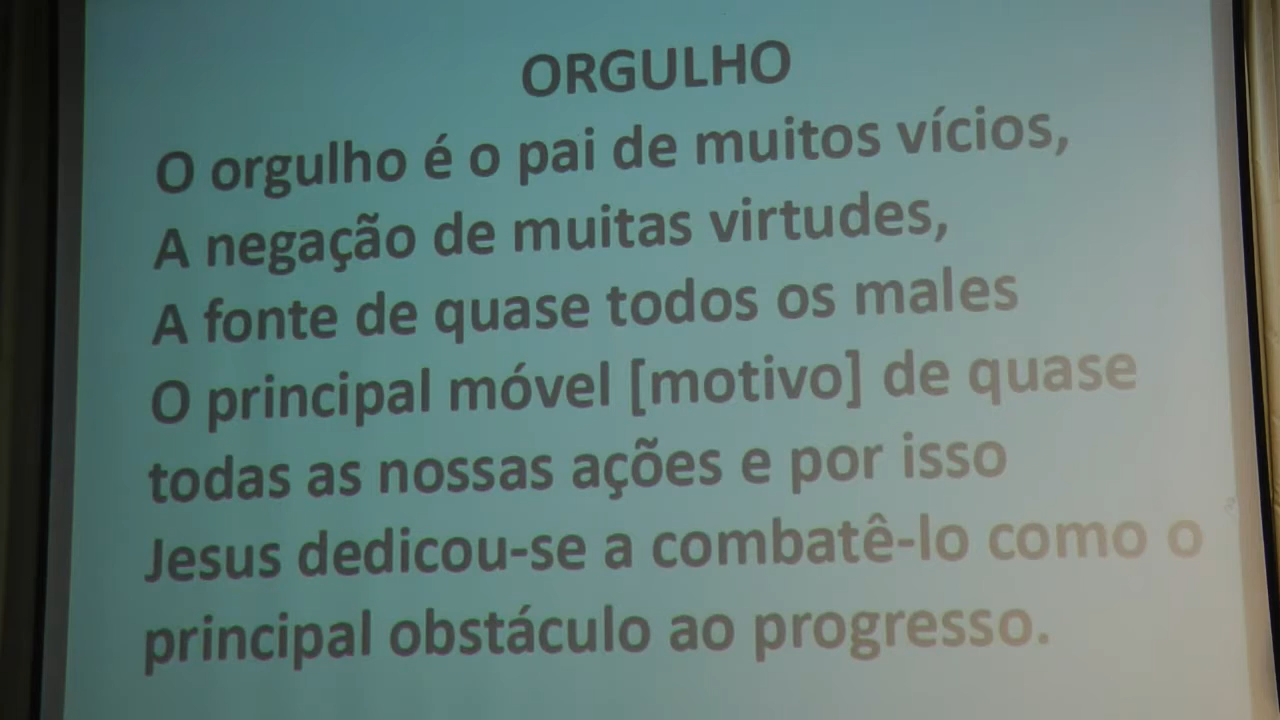 ORGULHO
O orgulho é o pai de muitos vícios,
A negação de muitas virtudes,
A fonte de quase todos os males
O principal móvel [motivo] de quase
todas as nossas ações e por isso
Jesus dedicou-se a combatê-lo como o
principal obstáculo ao progresso.